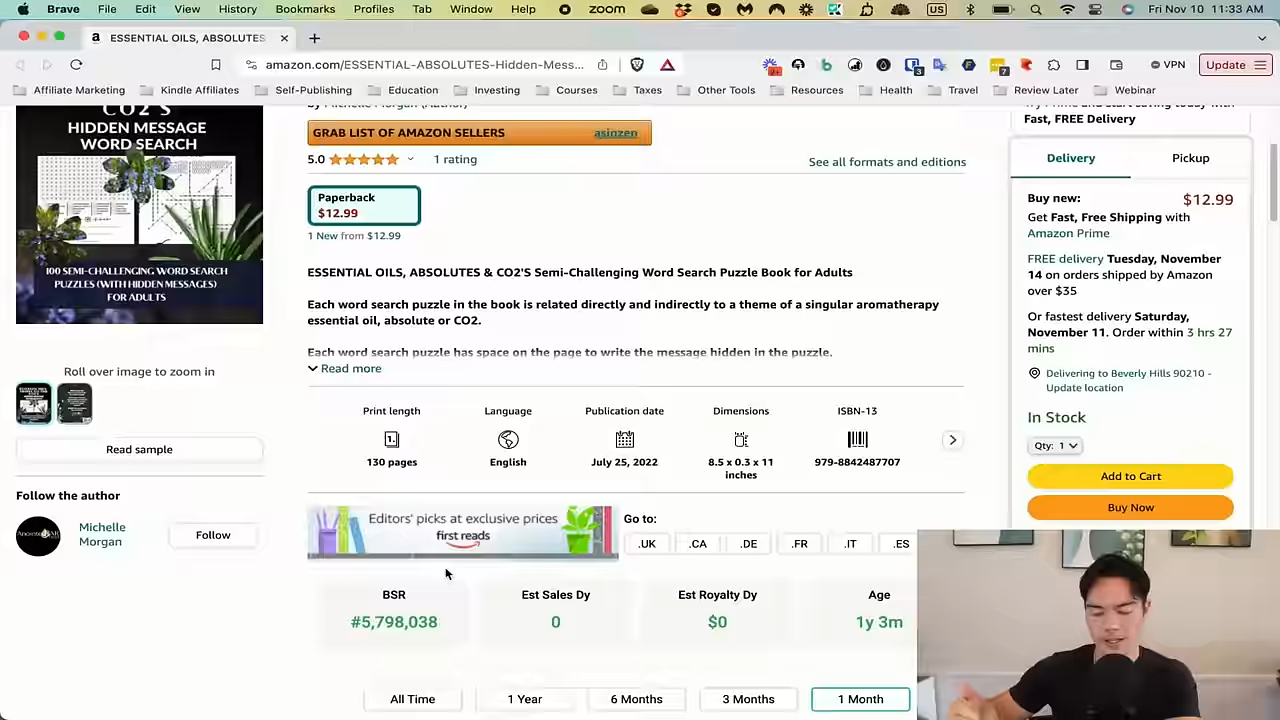 Brave File Edit View History Bookmarks Profiles Tab Window Help zoom US Fri Nov 10 11:33 AM
a ESSENTIAL OILS, ABSOLUTES
amazon.com/ESSENTIAL-ABSOLUTES-Hidden-Mess... VPN Update
Affiliate Marketing Kindle Affiliates Self-Publishing Education Investing Courses Taxes Other Tools Resources Health Travel Review Later Webinar
CO2'S
HIDDEN MESSAGE
WORD SEARCH
100 SEMI-CHALLENGING WORD SEARCH
PUZZLES (WITH HIDDEN MESSAGES)
FOR ADULTS
Roll over image to zoom in
Read sample
Follow the author
Michelle
Morgan
Follow
by Michelle Morgan (Author)
GRAB LIST OF AMAZON SELLERS asinzen
5.0 1 rating
See all formats and editions
Paperback
$12.99
1 New from $12.99
ESSENTIAL OILS, ABSOLUTES & CO2'S Semi-Challenging Word Search Puzzle Book for Adults
Each word search puzzle in the book is related directly and indirectly to a theme of a singular aromatherapy
essential oil, absolute or CO2.
Each word search puzzle has space on the page to write the message hidden in the puzzle.
Read more
Print length Language Publication date Dimensions ISBN-13
130 pages English July 25, 2022 8.5 x 0.3 x 11
inches
979-8842487707
Editors' picks at exclusive prices
first reads
Go to:
.UK .CA .DE .FR .IT .ES
BSR Est Sales Dy Est Royalty Dy Age
#5,798,038 0 $0 1y 3m
All Time 1 Year 6 Months 3 Months 1 Month
Try Prime and start saving today with
Fast, FREE Delivery
Delivery Pickup
Buy new: $12.99
Get Fast, Free Shipping with
Amazon Prime
FREE delivery Tuesday, November
14 on orders shipped by Amazon
over $35
Or fastest delivery Saturday,
November 11. Order within 3 hrs 27
mins
Delivering to Beverly Hills 90210 -
Update location
In Stock
Qty: 1
Add to Cart
Buy Now